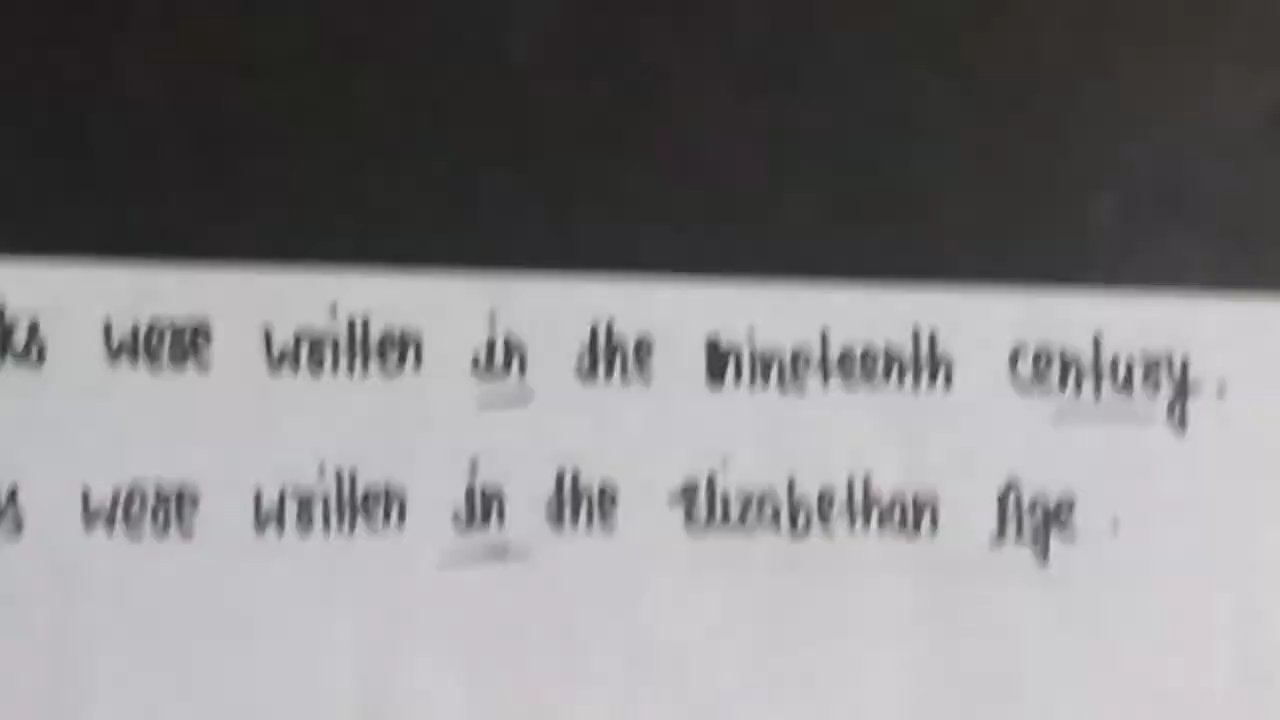 were written in the nineteenth century.
were written in the Elizabethan Age.